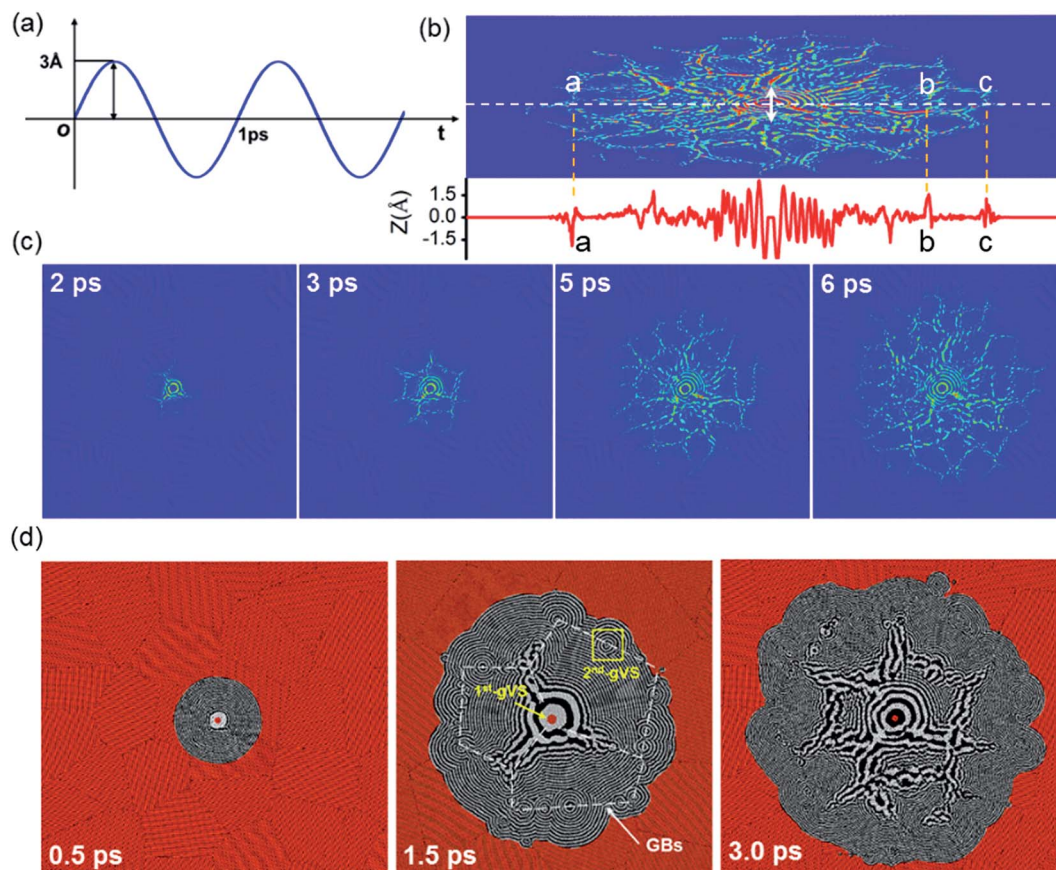 (a)
3Å
o
1ps
t
(b)
a
b
c
Z(Å)
1.5
0.0
-1.5
a
b
c
(c)
2 ps
3 ps
5 ps
6 ps
(d)
0.5 ps
1st-gVS
2nd-gVS
GBs
1.5 ps
3.0 ps